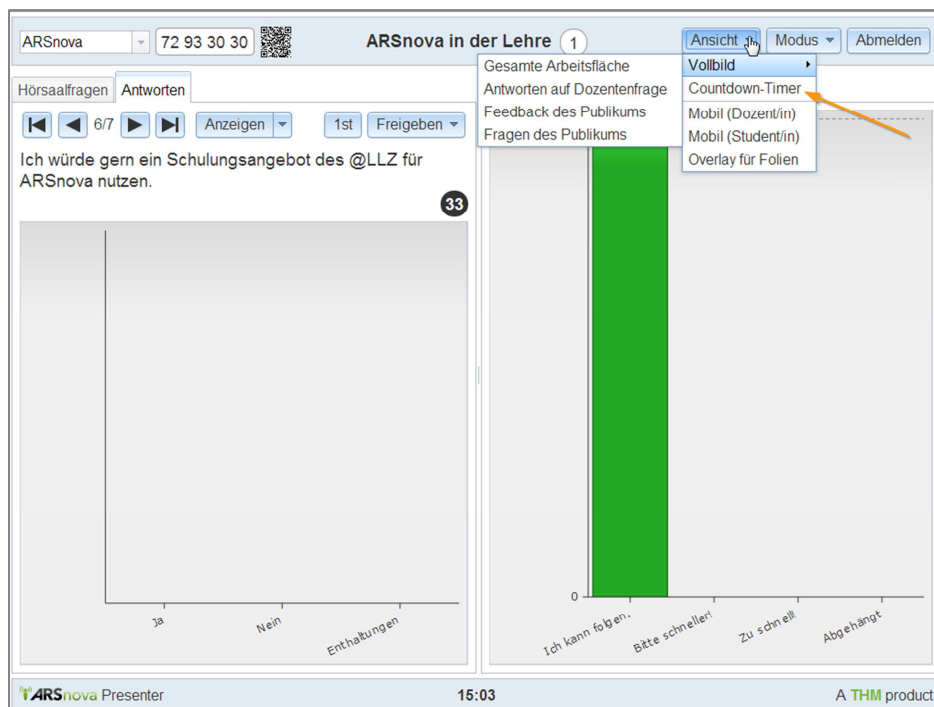 ARSnova
72 93 30 30
ARSnova in der Lehre 1
Ansicht
Modus
Abmelden
Gesamte Arbeitsfläche
Antworten auf Dozentenfrage
Feedback des Publikums
Fragen des Publikums
Vollbild
Countdown-Timer
Mobil (Dozent/in)
Mobil (Student/in)
Overlay für Folien
Hörsaalfragen
Antworten
6/7
Anzeigen
1st
Freigeben
Ich würde gern ein Schulungsangebot des @LLZ für
ARSnova nutzen.
33
Ja
Nein
Enthaltungen
0
Ich kann folgen.
Bitte schneller!
Zu schnell!
Abgehängt
ARSnova Presenter
15:03
A THM product